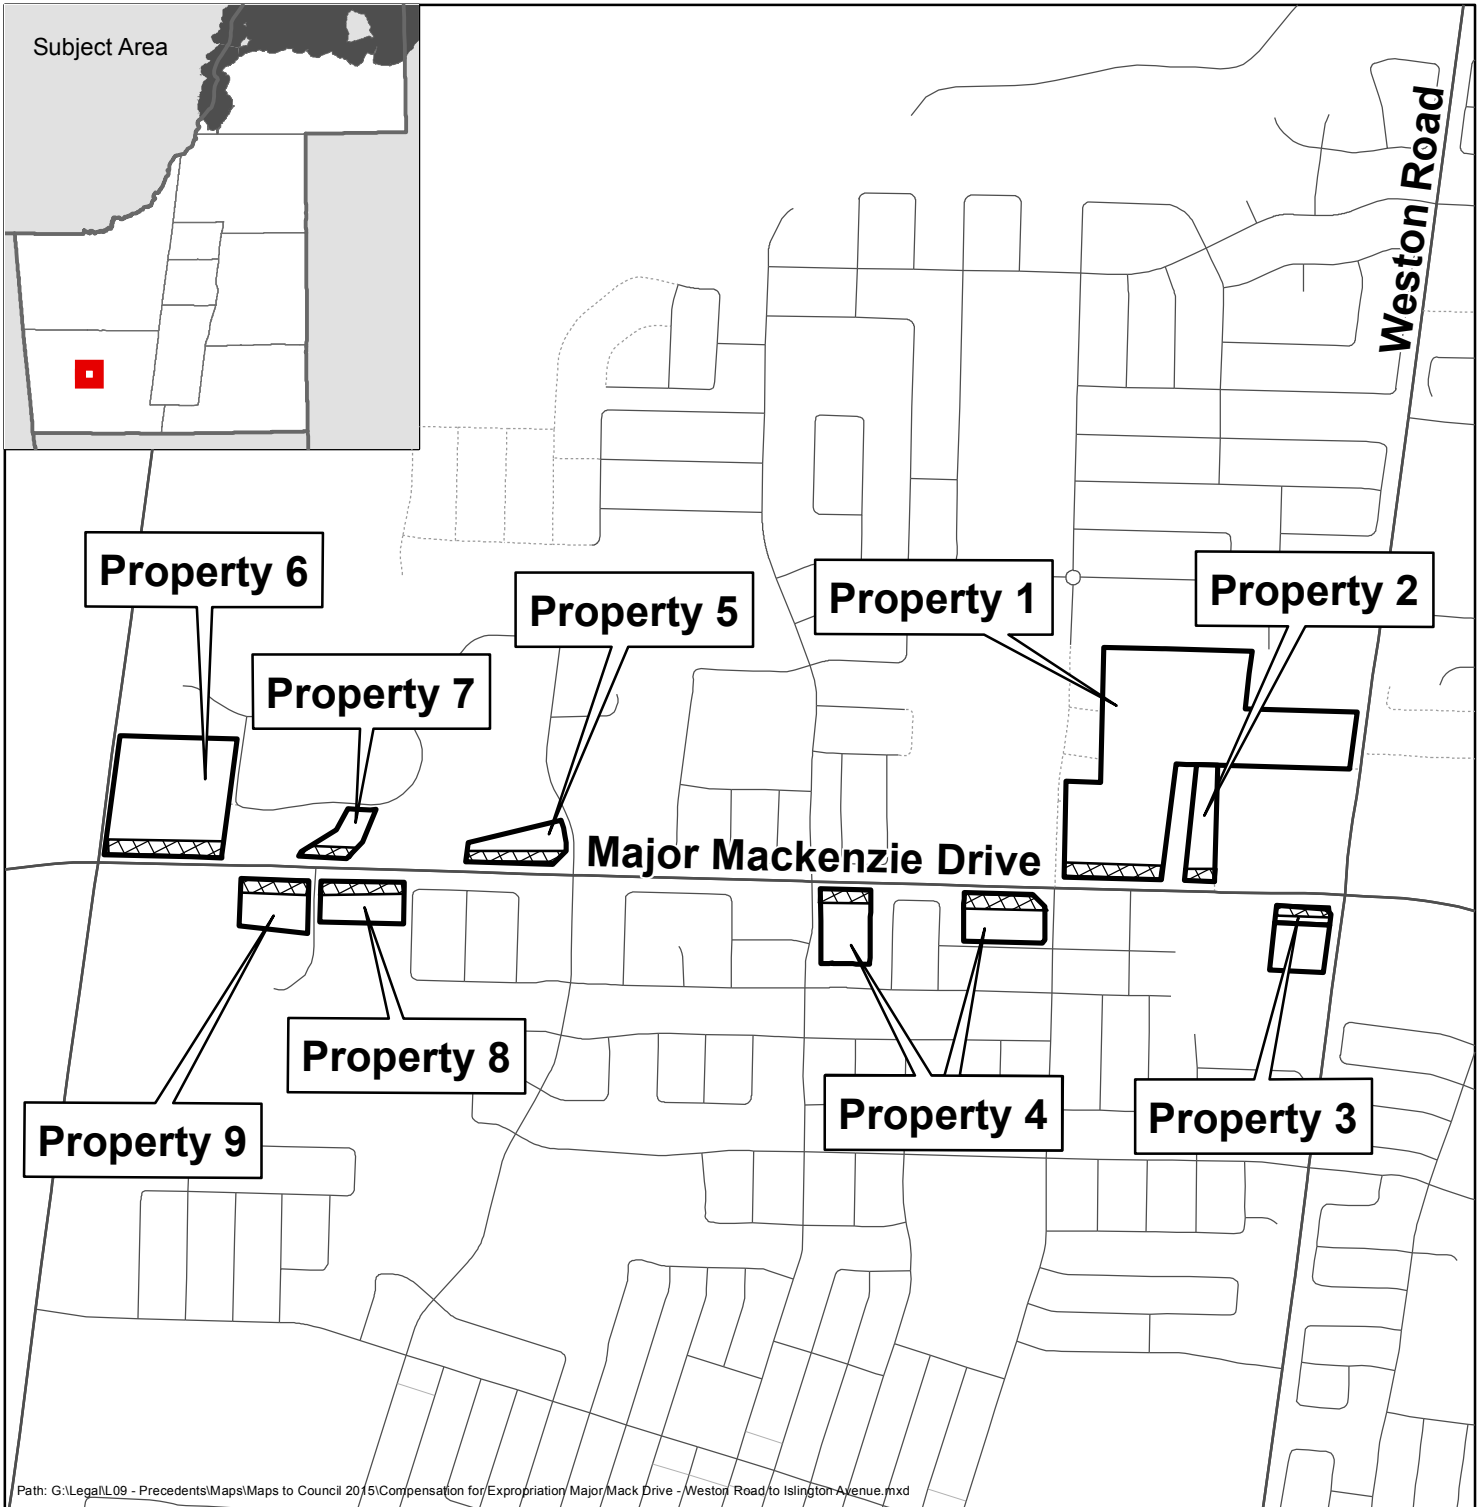 Subject Area
Weston Road
Property 6
Property 5
Property 1
Property 2
Property 7
Major Mackenzie Drive
Property 8
Property 4
Property 3
Property 9
Path: G:\Legal\L09 - Precedents\Maps\Maps to Council 2015\Compensation for Expropriation Major Mack Drive - Weston Road to Islington Avenue.mxd